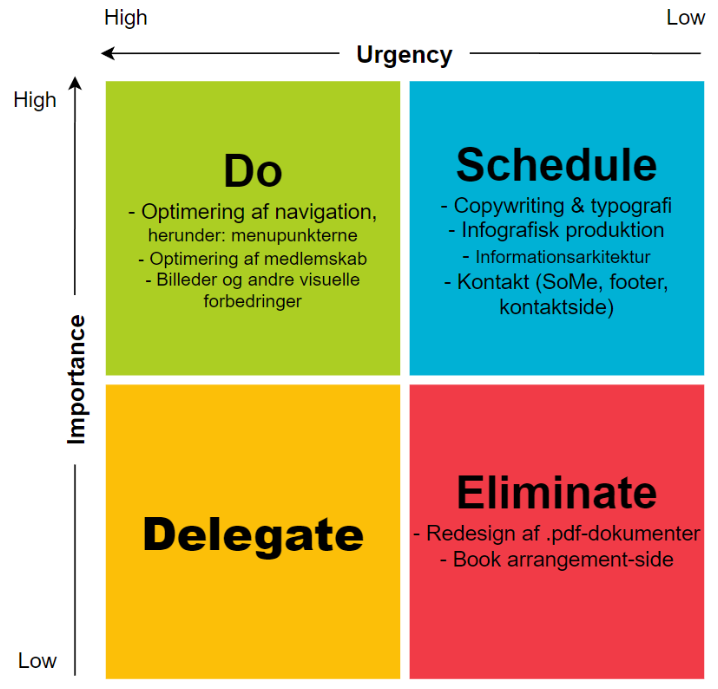 High
Low
Urgency
High
Do
- Optimering af navigation,
herunder: menupunkterne
- Optimering af medlemskab
- Billeder og andre visuelle
forbedringer
Schedule
- Copywriting & typografi
- Infografisk produktion
- Informationsarkitektur
- Kontakt (SoMe, footer,
kontaktside)
Importance
Delegate
Eliminate
- Redesign af .pdf-dokumenter
- Book arrangement-side
Low